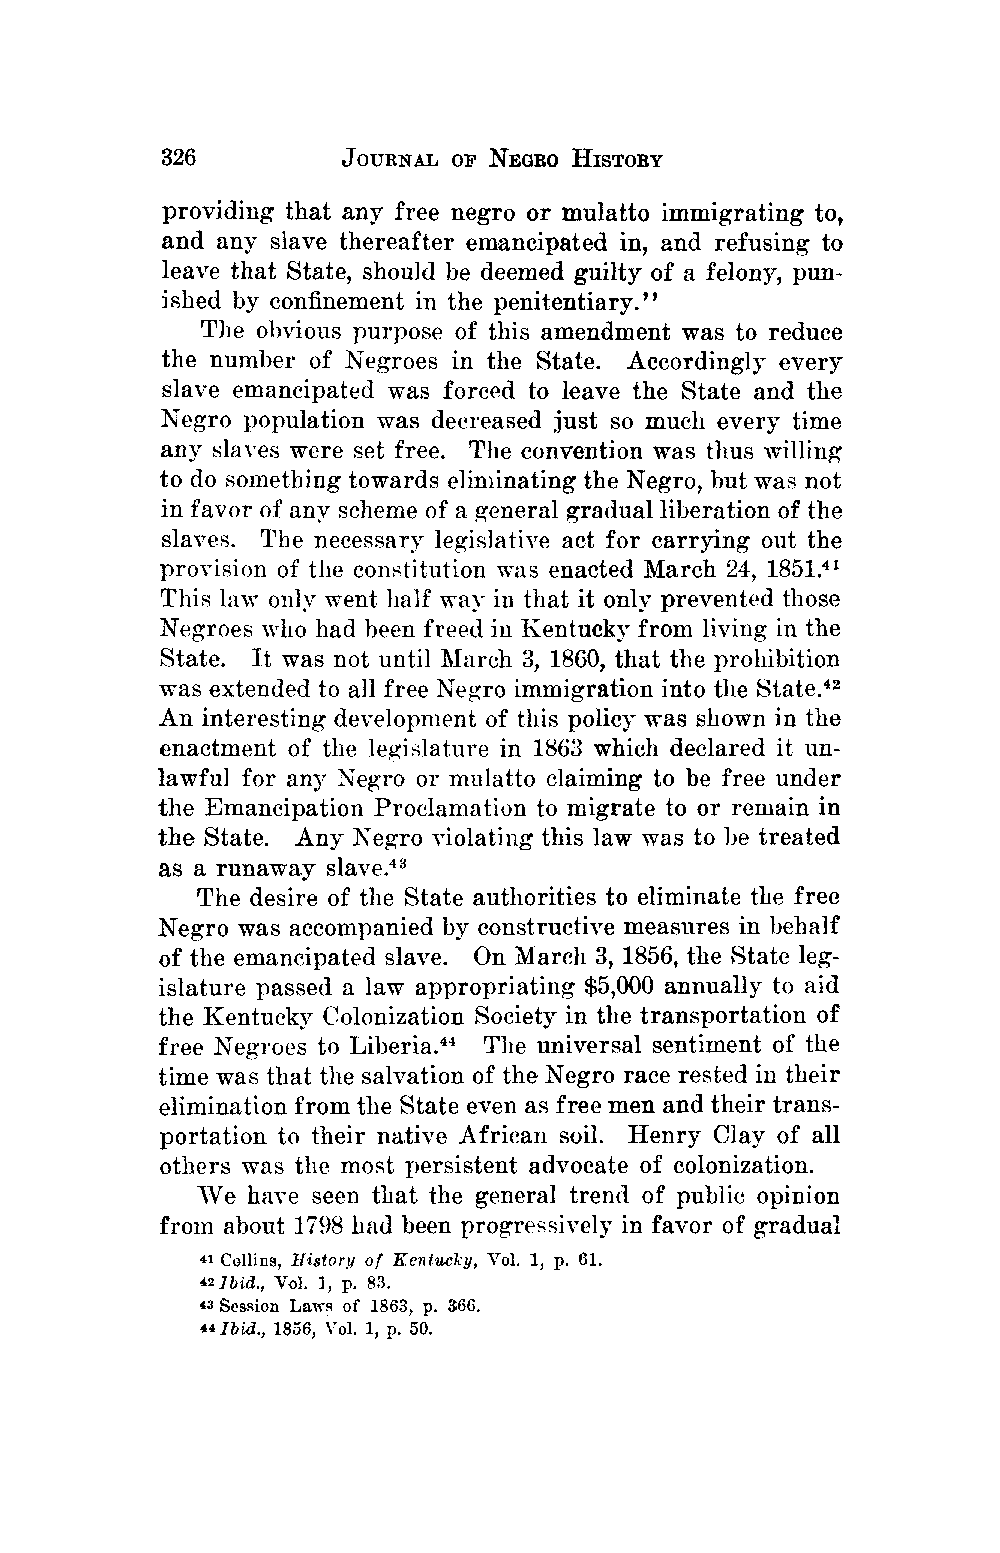 326 JOURNAL OF NEGRO HISTORY
providing that any free negro or mulatto immigrating to,
and any slave thereafter emancipated in, and refusing to
leave that State, should be deemed guilty of a felony, pun-
ished by confinement in the penitentiary."
The obvious purpose of this amendment was to reduce
the number of Negroes in the State. Accordingly every
slave emancipated was forced to leave the State and the
Negro population was decreased just so much every time
any slaves were set free. The convention was thus willing
to do something towards eliminating the Negro, but was not
in favor of any scheme of a general gradual liberation of the
slaves. The necessary legislative act for carrying out the
provision of the constitution was enacted March 24, 1851.⁴¹
This law only went half way in that it only prevented those
Negroes who had been freed in Kentucky from living in the
State. It was not until March 3, 1860, that the prohibition
was extended to all free Negro immigration into the State.⁴²
An interesting development of this policy was shown in the
enactment of the legislature in 1863 which declared it un-
lawful for any Negro or mulatto claiming to be free under
the Emancipation Proclamation to migrate to or remain in
the State. Any Negro violating this law was to be treated
as a runaway slave.⁴³
The desire of the State authorities to eliminate the free
Negro was accompanied by constructive measures in behalf
of the emancipated slave. On March 3, 1856, the State leg-
islature passed a law appropriating $5,000 annually to aid
the Kentucky Colonization Society in the transportation of
free Negroes to Liberia.⁴⁴ The universal sentiment of the
time was that the salvation of the Negro race rested in their
elimination from the State even as free men and their trans-
portation to their native African soil. Henry Clay of all
others was the most persistent advocate of colonization.
We have seen that the general trend of public opinion
from about 1798 had been progressively in favor of gradual
⁴¹ Collins, History of Kentucky, Vol. 1, p. 61.
⁴² Ibid., Vol. 1, p. 83.
⁴³ Session Laws of 1863, p. 366.
⁴⁴ Ibid., 1856, Vol. 1, p. 50.